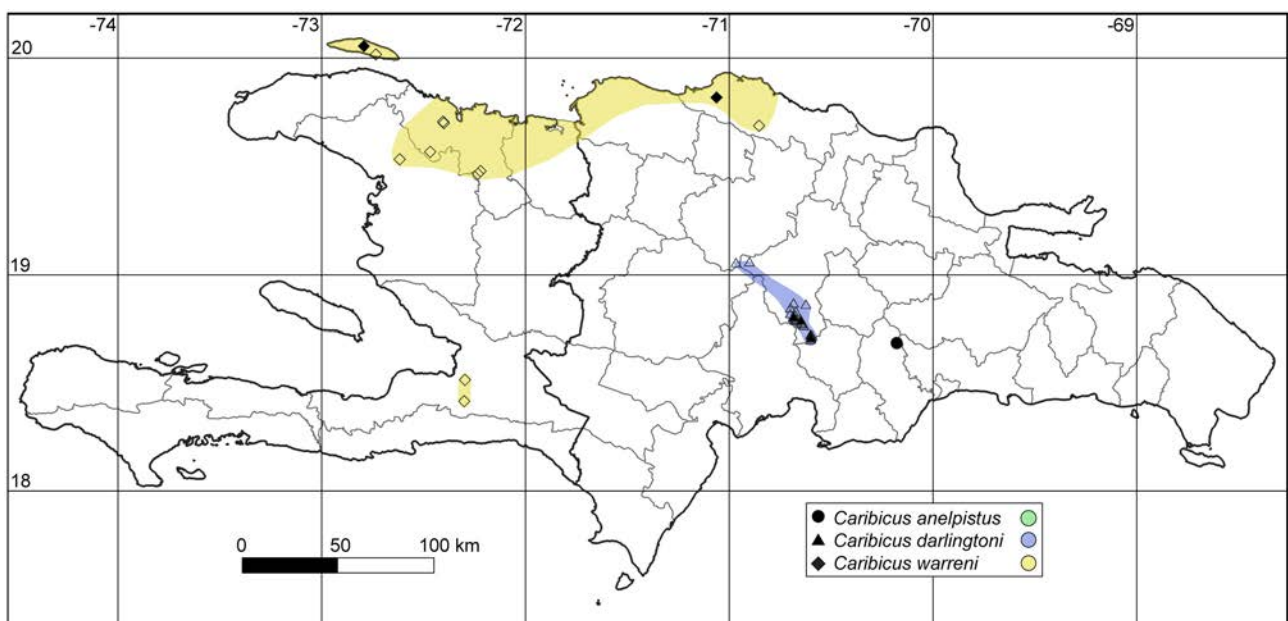 -74 -73 -72 -71 -70 -69
20
19
18
0 50 100 km
Caribicus anelpistus
Caribicus darlingtoni
Caribicus warreni